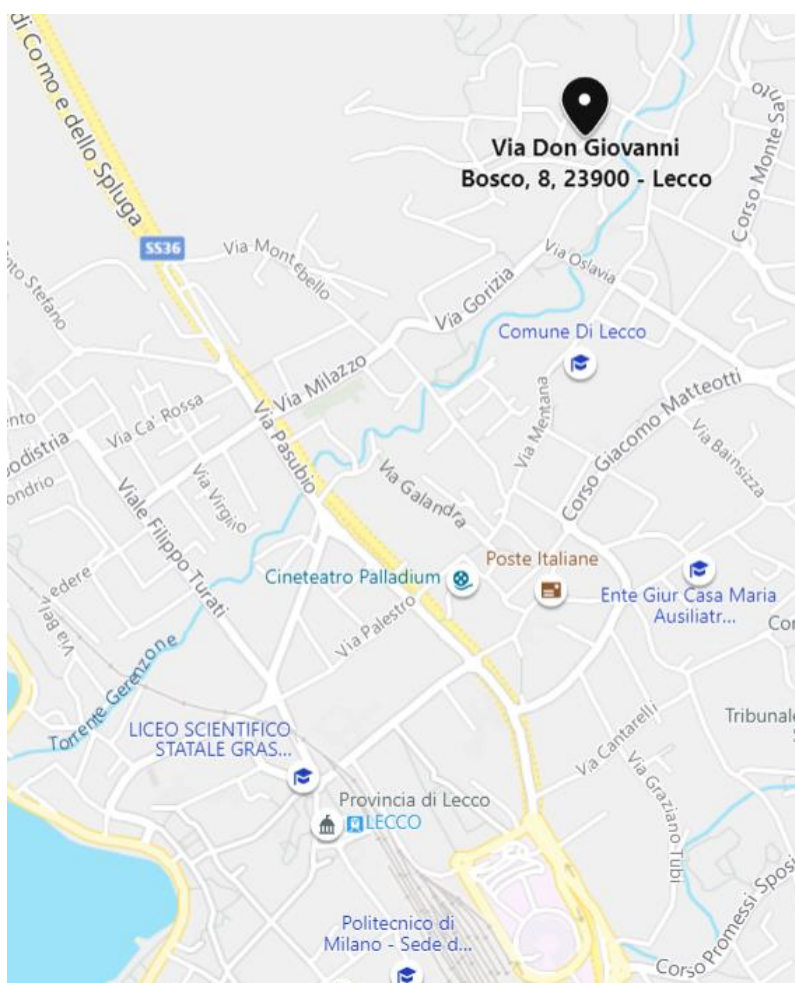 di Como e dello Spluga
Via Don Giovanni
Bosco, 8, 23900 - Lecco
Corso Monte Sa
SS36
Via Montebello
Via Oslavia
Via Gorizia
Stefano
Comune Di Lecco
Via Milazzo
Via Ca' Rossa
Via Pasubio
Via Mentana
Corso Giacomo Matteotti
Via Bainsizza
Via Virgilio
Via Galandra
Viale Filippo Turati
Cineteatro Palladium
Poste Italiane
Ente Giur Casa Maria
Ausiliatr...
Via Palestro
Torrente Gerenzone
LICEO SCIENTIFICO
STATALE GRAS...
Via Cantarelli
Tribunale
Via Graziano Tubi
Provincia di Lecco
LECCO
Politecnico di
Milano - Sede d...
Corso Promessi Sposi